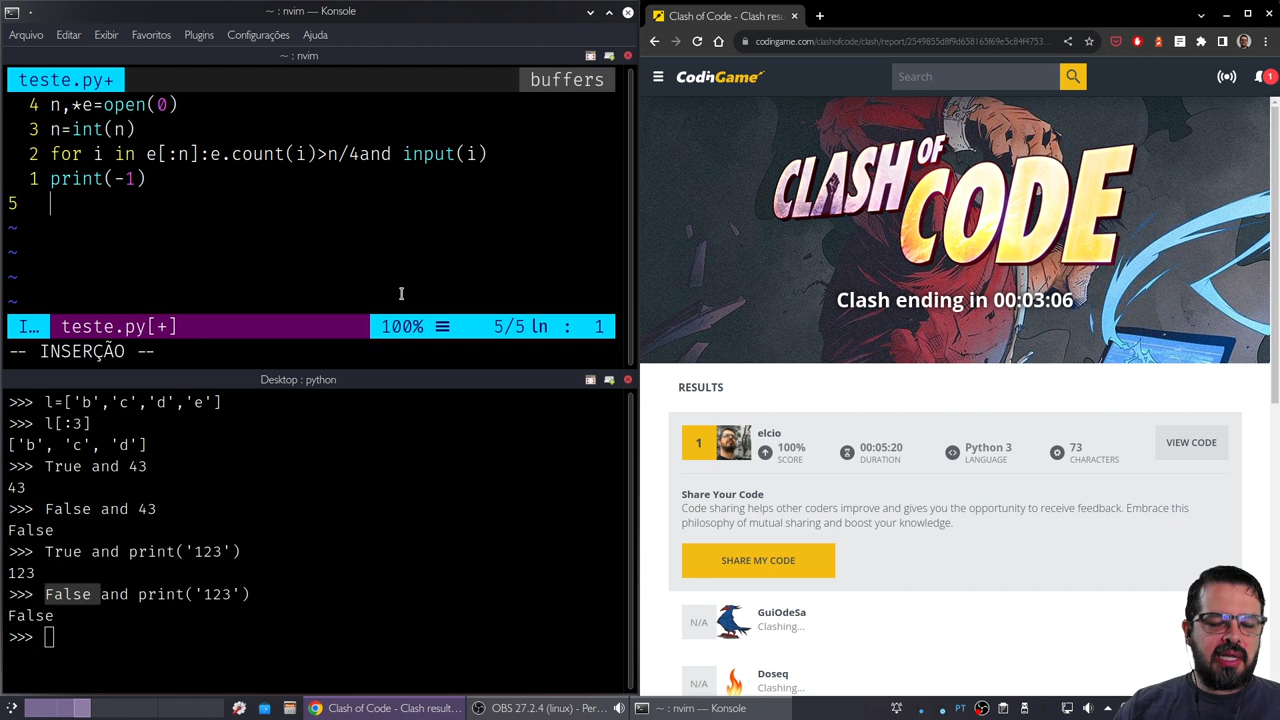 ~ : nvim — Konsole
Arquivo Editar Exibir Favoritos Plugins Configurações Ajuda
~ : nvim
teste.py+ buffers
4 n,*e=open(0)
3 n=int(n)
2 for i in e[:n]:e.count(i)>n/4and input(i)
1 print(-1)
5
~
~
~
~
I… teste.py[+] 100% 5/5 ln : 1
-- INSERÇÃO --
Desktop : python
>>> l=['b','c','d','e']
>>> l[:3]
['b', 'c', 'd']
>>> True and 43
43
>>> False and 43
False
>>> True and print('123')
123
>>> False and print('123')
False
>>>
Clash of Code - Clash resu
codingame.com/clashofcode/clash/report/2549855d8f9d658165f69e5c84f4753...
CodinGame
Search
1
CLASH OF CODE
Clash ending in 00:03:06
RESULTS
1
elcio
100% SCORE
00:05:20 DURATION
Python 3 LANGUAGE
73 CHARACTERS
VIEW CODE
Share Your Code
Code sharing helps other coders improve and gives you the opportunity to receive feedback. Embrace this
philosophy of mutual sharing and boost your knowledge.
SHARE MY CODE
N/A
GuiOdeSa
Clashing...
N/A
Doseq
Clashing...
Clash of Code - Clash result...
OBS 27.2.4 (linux) - Per...
~ : nvim — Konsole
PT